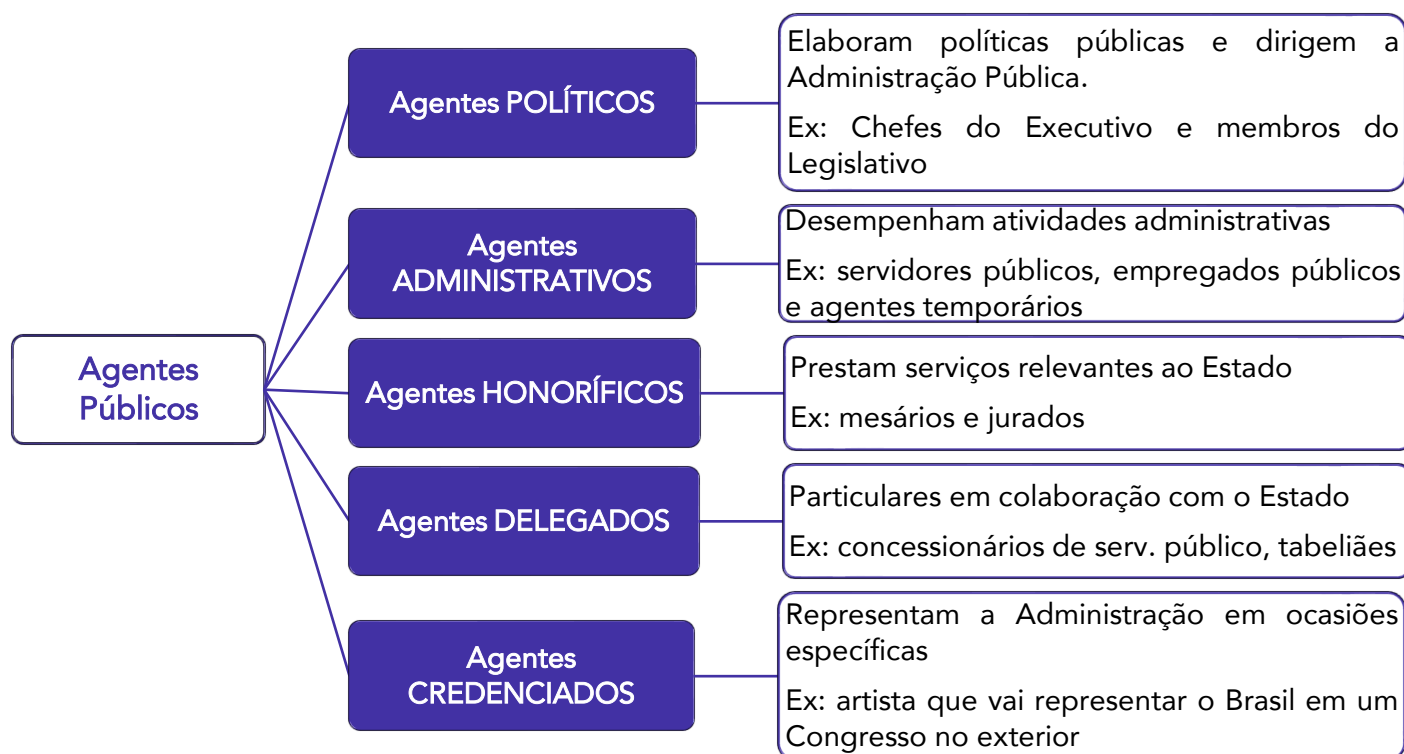 Agentes
Públicos
Agentes POLÍTICOS
Elaboram políticas públicas e dirigem a
Administração Pública.
Ex: Chefes do Executivo e membros do
Legislativo
Agentes
ADMINISTRATIVOS
Desempenham atividades administrativas
Ex: servidores públicos, empregados públicos
e agentes temporários
Agentes HONORÍFICOS
Prestam serviços relevantes ao Estado
Ex: mesários e jurados
Agentes DELEGADOS
Particulares em colaboração com o Estado
Ex: concessionários de serv. público, tabeliães
Agentes
CREDENCIADOS
Representam a Administração em ocasiões
específicas
Ex: artista que vai representar o Brasil em um
Congresso no exterior